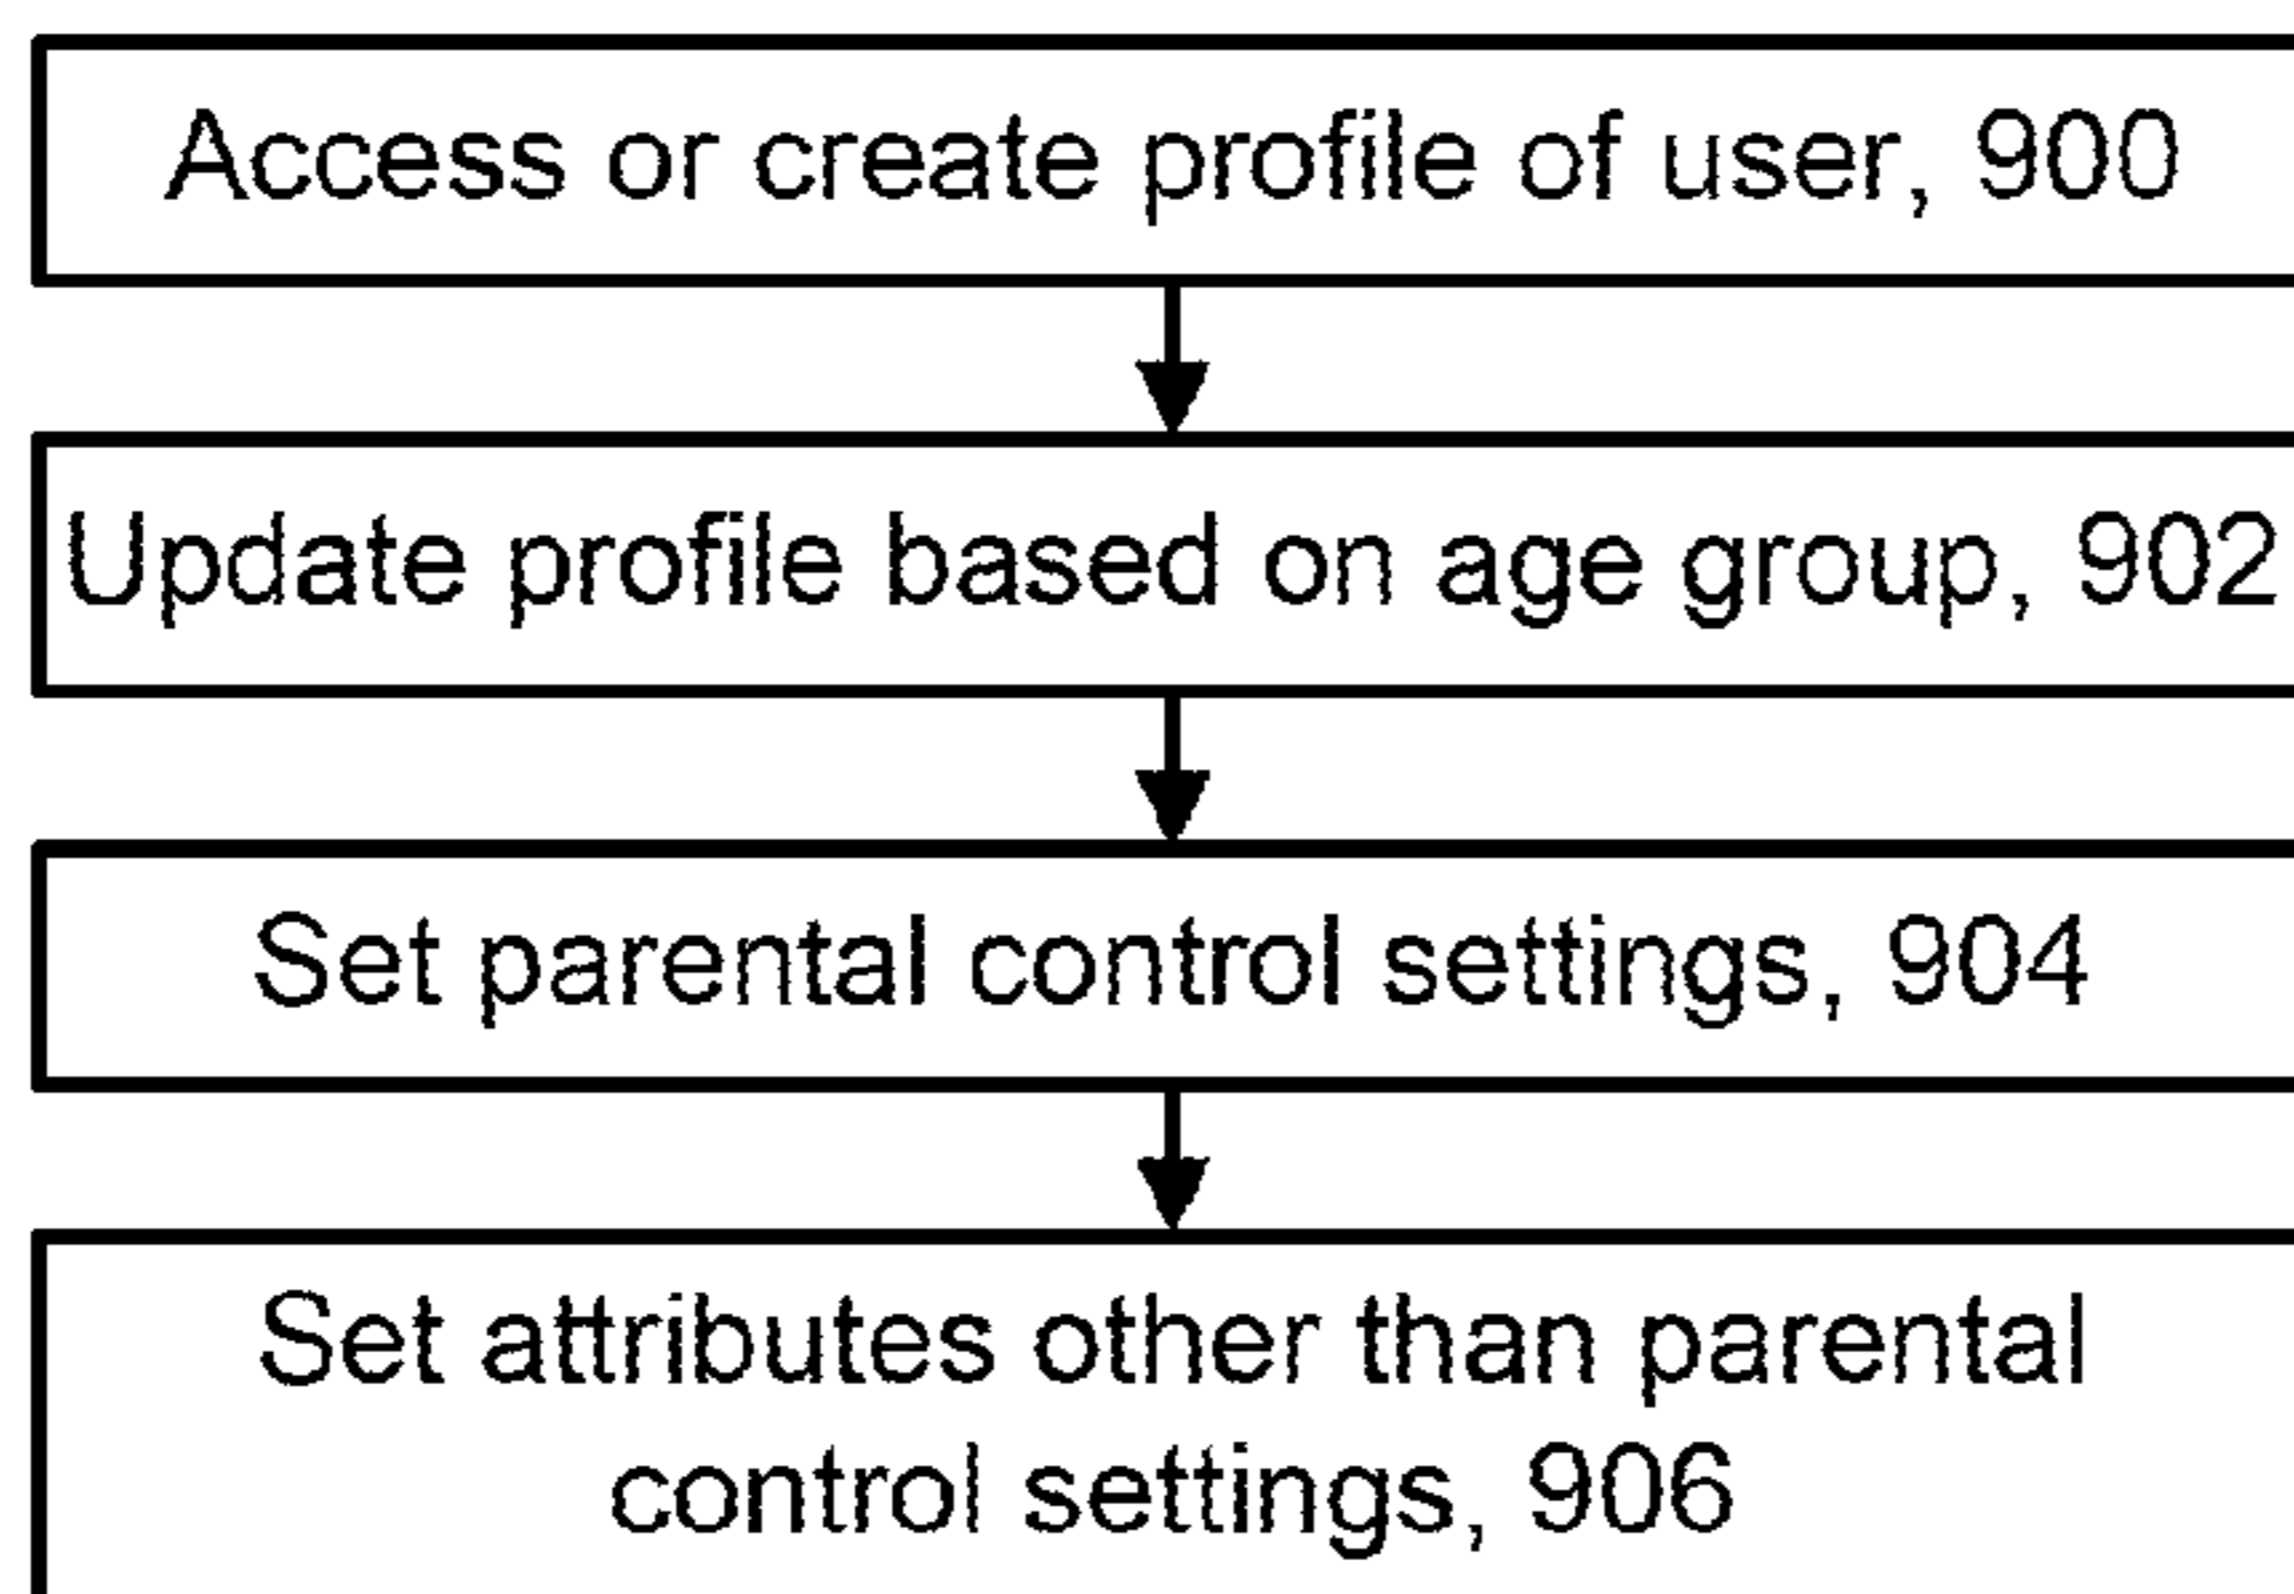 Access or create profile of user, 900
Update profile based on age group, 902
Set parental control settings, 904
Set attributes other than parental
control settings, 906